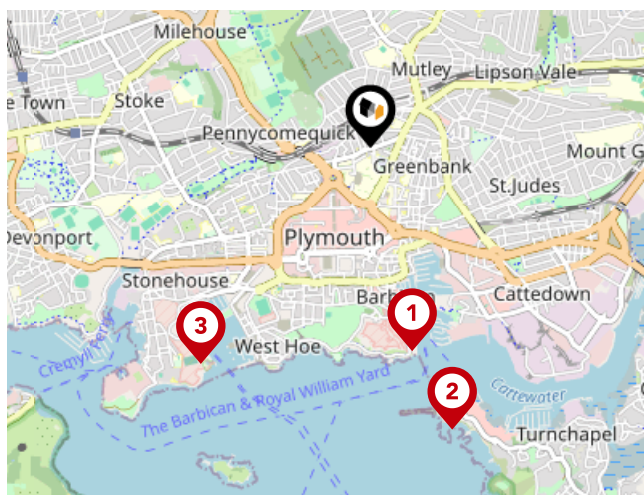 Milehouse
Mutley
Lipson Vale
e Town
Stoke
Pennycomequick
Greenbank
Mount G
St.Judes
Devonport
Plymouth
Stonehouse
Barbican
Cattedown
1
3
West Hoe
Cremyll Ferry
The Barbican & Royal William Yard
2
Cattewater
Turnchapel